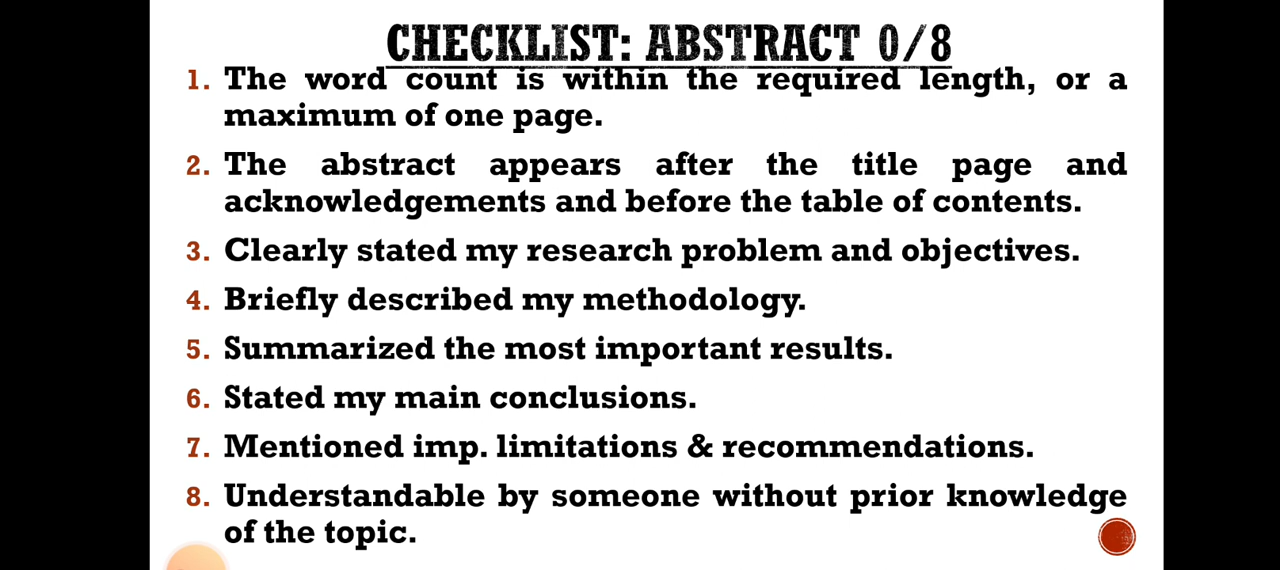 CHECKLIST: ABSTRACT 0/8
1. The word count is within the required length, or a
maximum of one page.
2. The abstract appears after the title page and
acknowledgements and before the table of contents.
3. Clearly stated my research problem and objectives.
4. Briefly described my methodology.
5. Summarized the most important results.
6. Stated my main conclusions.
7. Mentioned imp. limitations & recommendations.
8. Understandable by someone without prior knowledge
of the topic.